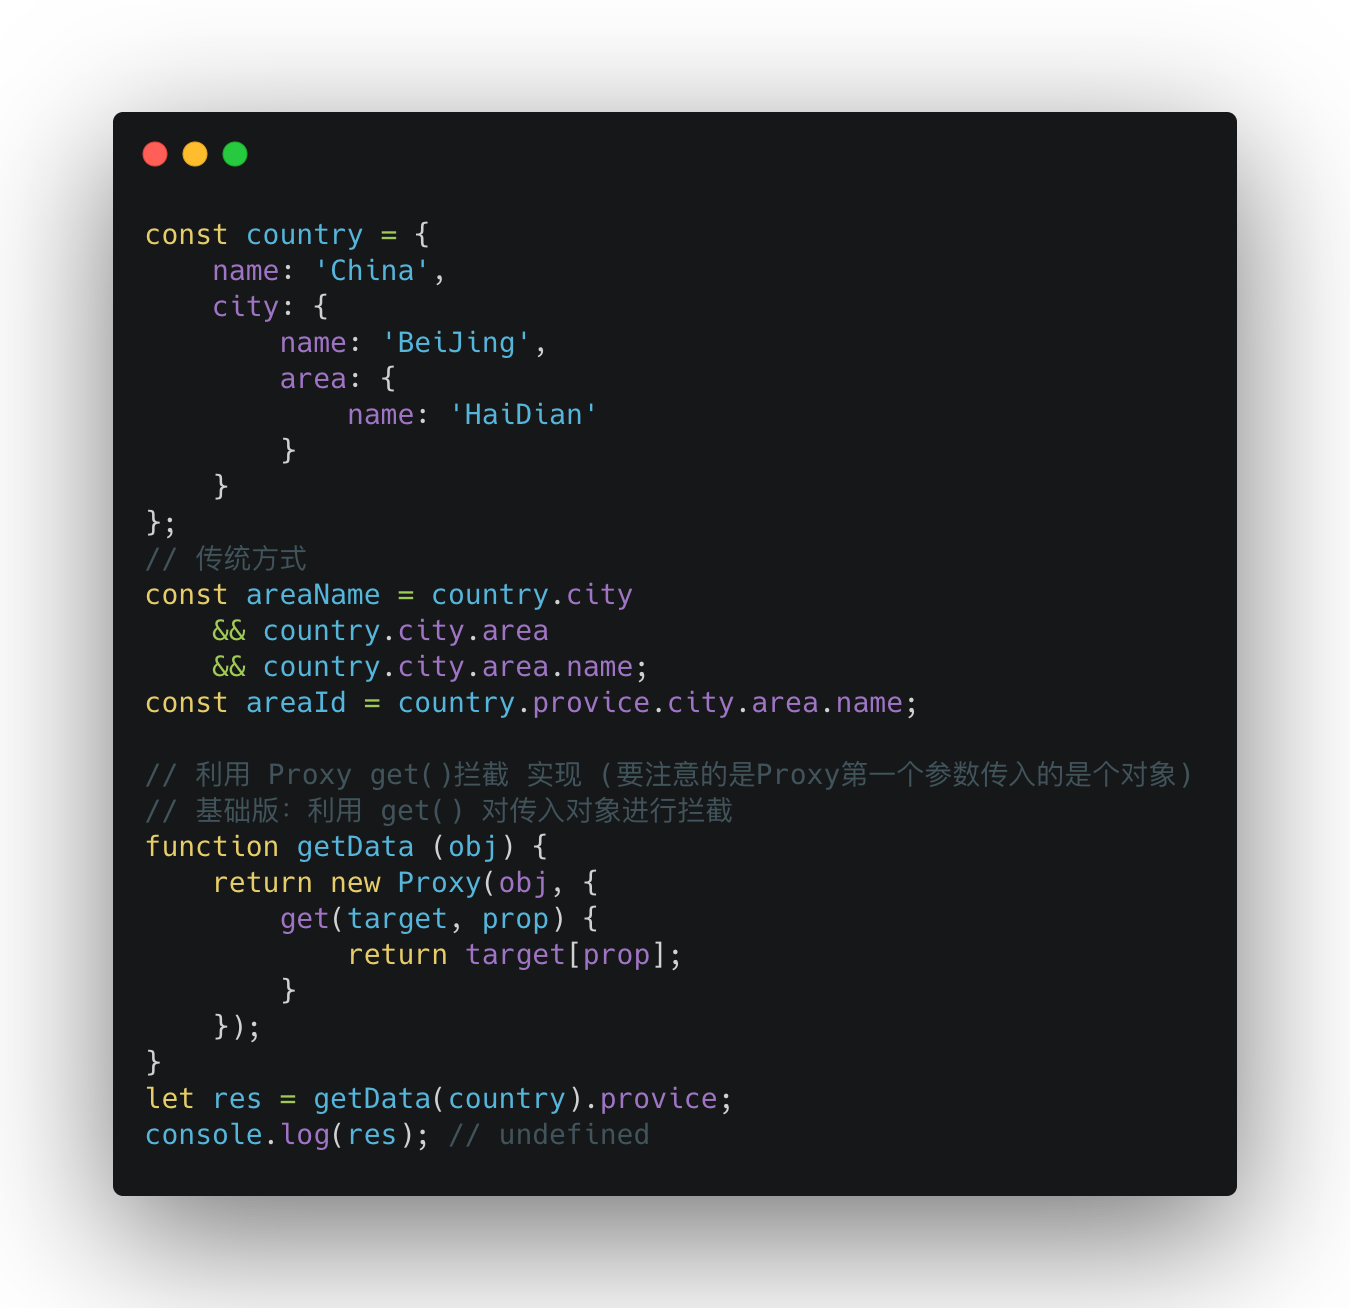 const country = {
    name: 'China',
    city: {
        name: 'BeiJing',
        area: {
            name: 'HaiDian'
        }
    }
};
// 传统方式
const areaName = country.city
    && country.city.area
    && country.city.area.name;
const areaId = country.provice.city.area.name;

// 利用 Proxy get()拦截 实现 (要注意的是Proxy第一个参数传入的是个对象)
// 基础版：利用 get() 对传入对象进行拦截
function getData (obj) {
    return new Proxy(obj, {
        get(target, prop) {
            return target[prop];
        }
    });
}
let res = getData(country).provice;
console.log(res); // undefined